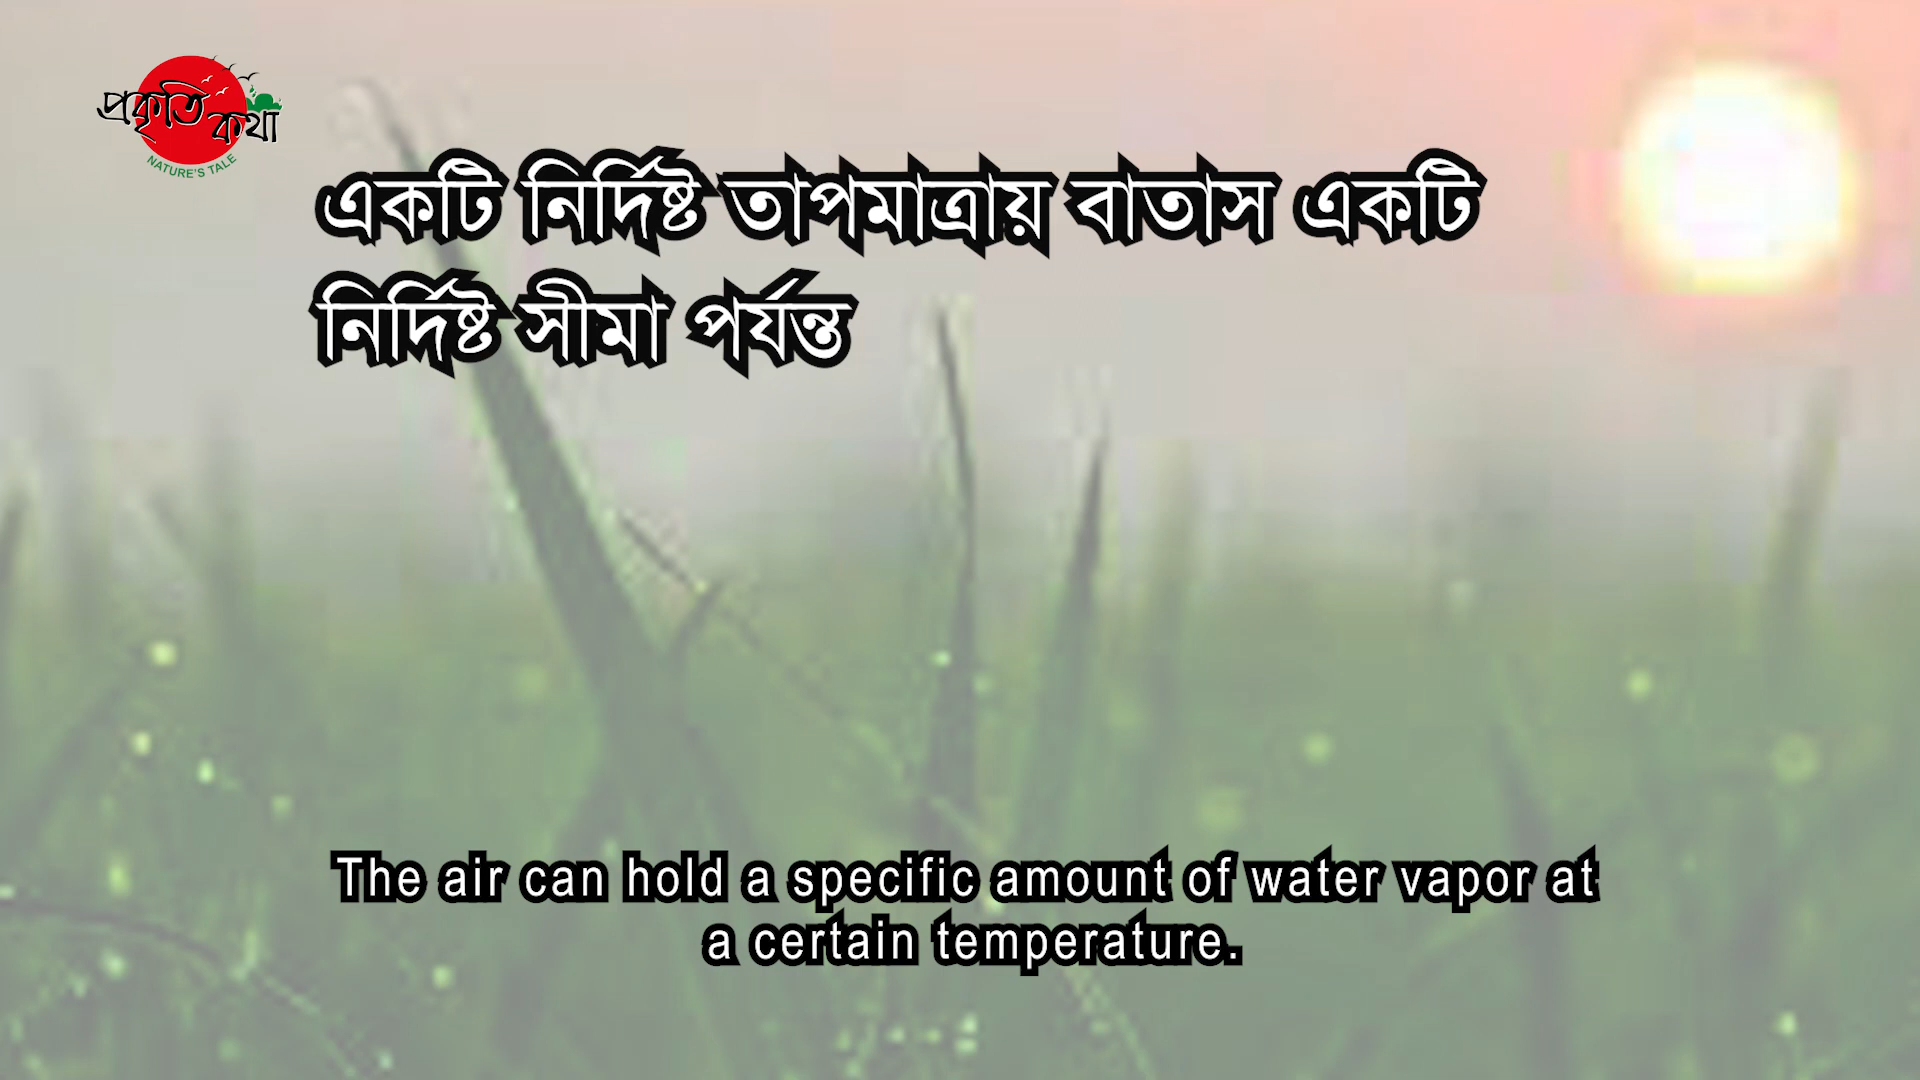 প্রকৃতি কথা
NATURE'S TALE
একটি নির্দিষ্ট তাপমাত্রায় বাতাস একটি
নির্দিষ্ট সীমা পর্যন্ত
The air can hold a specific amount of water vapor at
a certain temperature.